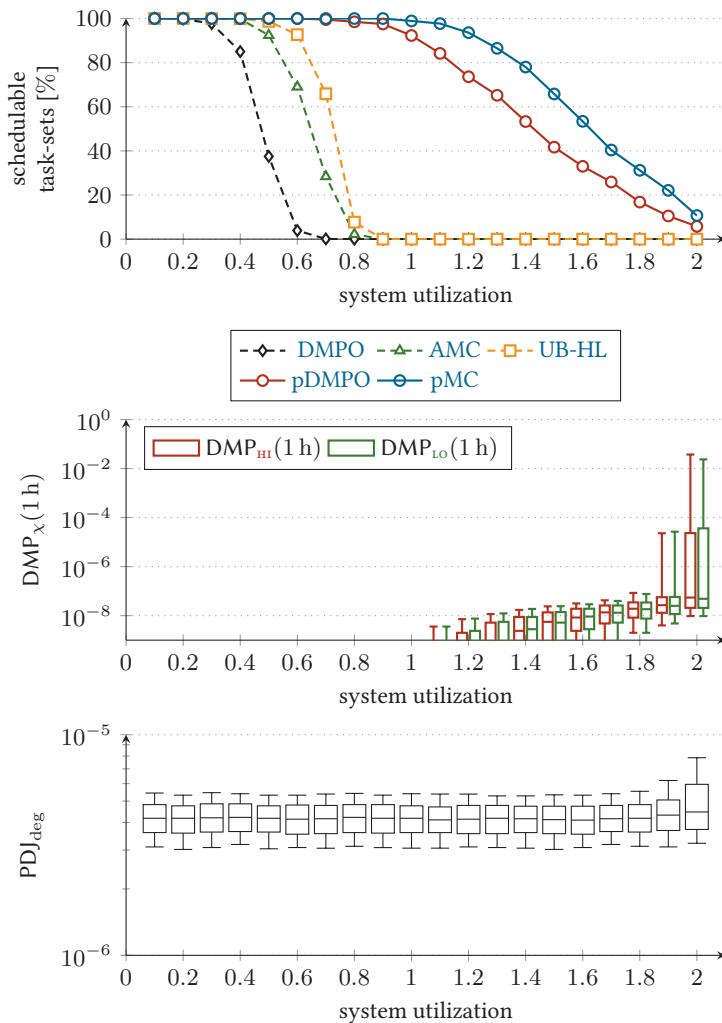 schedulable
task-sets [%]
100
80
60
40
20
0
0 0.2 0.4 0.6 0.8 1 1.2 1.4 1.6 1.8 2
system utilization
DMPO AMC UB-HL
pDMPO pMC
DMPχ(1 h)
10^0
10^−2
10^−4
10^−6
10^−8
DMP_HI(1 h) DMP_LO(1 h)
0 0.2 0.4 0.6 0.8 1 1.2 1.4 1.6 1.8 2
system utilization
PDJ_deg
10^−5
10^−6
0 0.2 0.4 0.6 0.8 1 1.2 1.4 1.6 1.8 2
system utilization